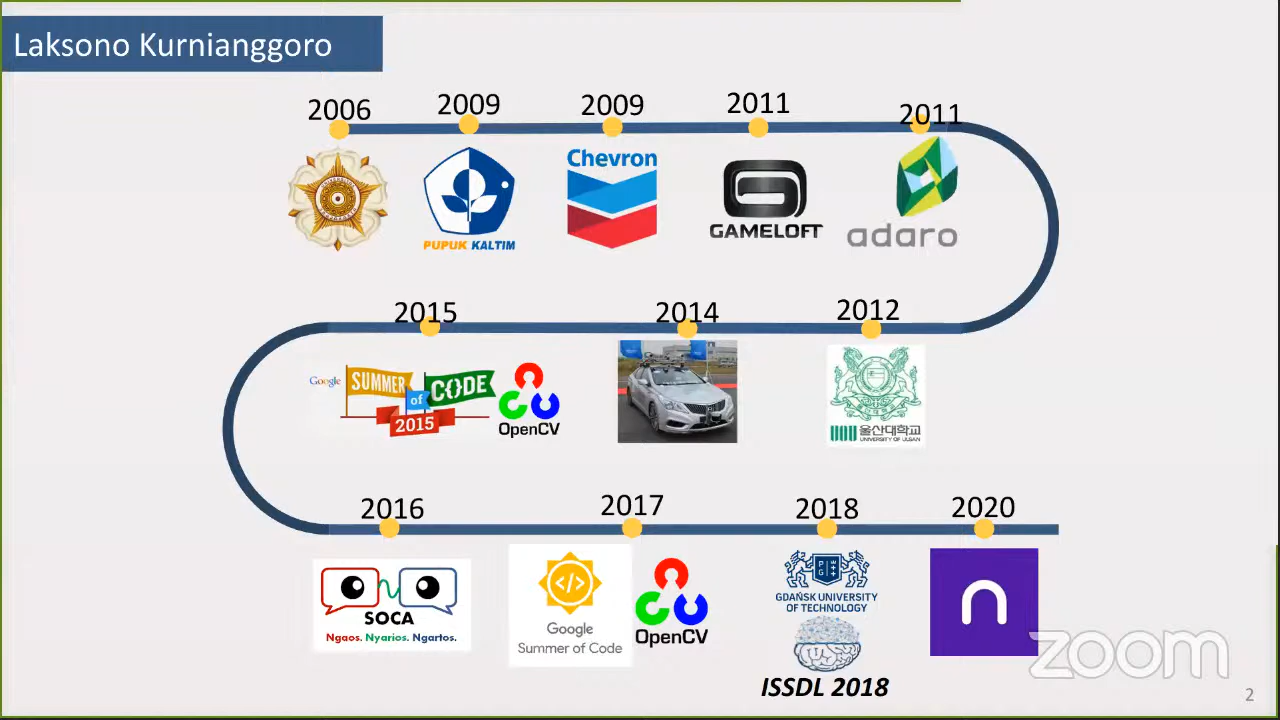 Laksono Kurnianggoro
2006
2009
2009
2011
2011
PUPUK KALTIM
Chevron
GAMELOFT
adaro
2015
2014
2012
Google
SUMMER
of
CODE
2015
OpenCV
울산대학교
UNIVERSITY OF ULSAN
2016
2017
2018
2020
SOCA
Ngaos. Nyarios. Ngartos.
Google
Summer of Code
OpenCV
PG
GDAŃSK UNIVERSITY
OF TECHNOLOGY
ISSDL 2018
n
zoom
2